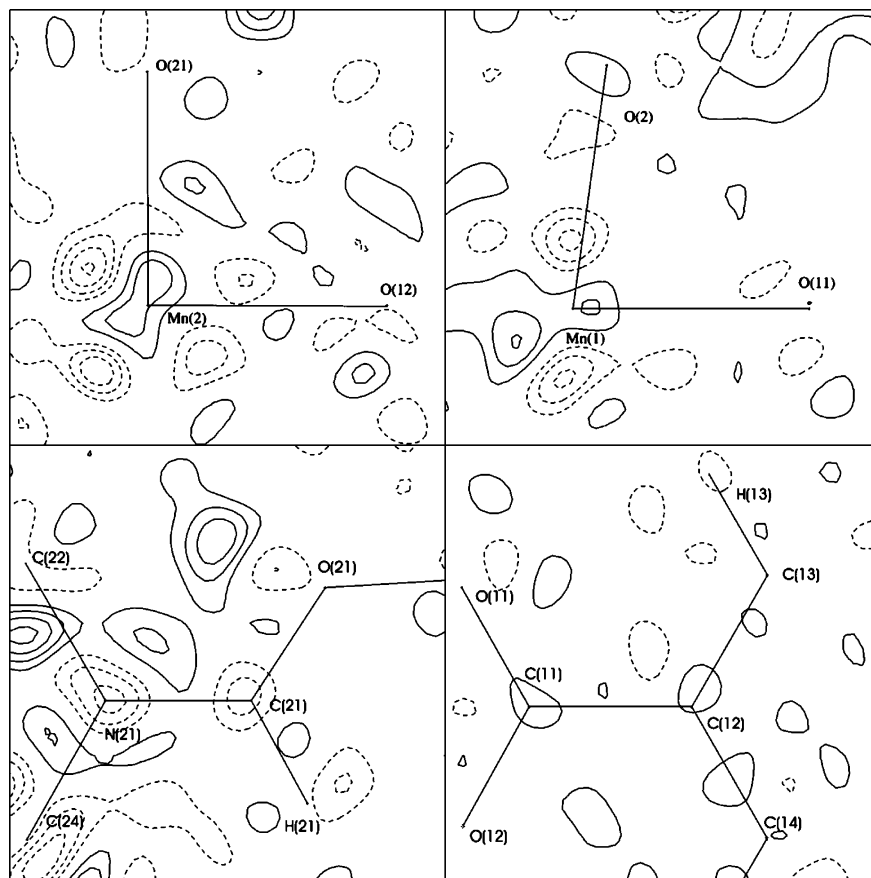 O(21)
O(12)
Mn(2)
O(2)
O(11)
Mn(1)
C(22)
O(21)
C(21)
N(21)
C(24)
H(21)
H(13)
C(13)
O(11)
C(11)
C(12)
C(14)
O(12)